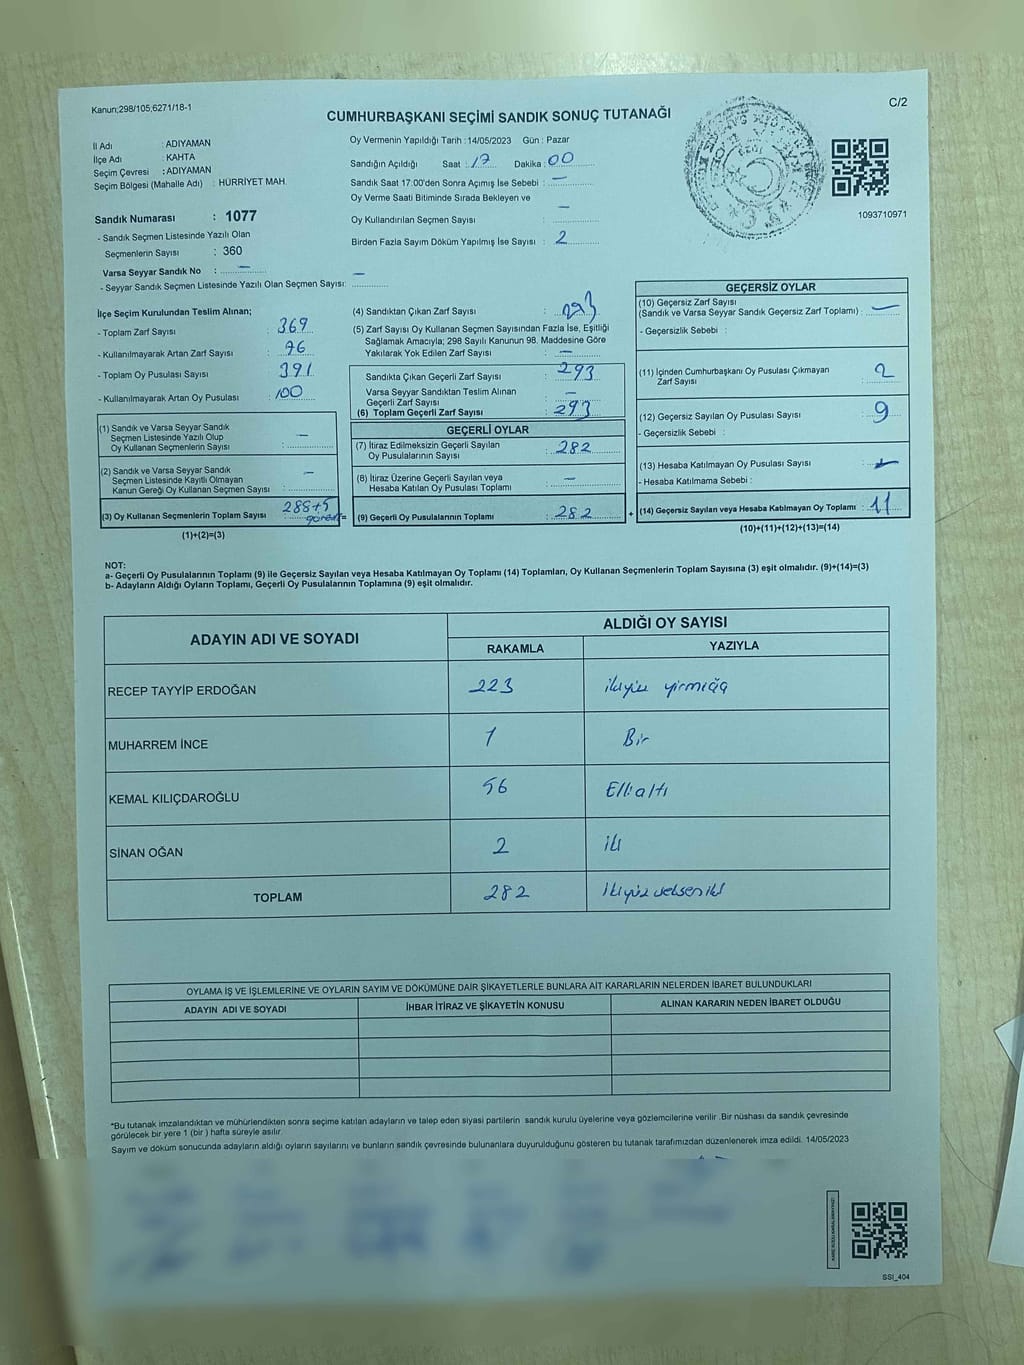 Kanun;298/105,6271/18-1
C/2
CUMHURBAŞKANI SEÇİMİ SANDIK SONUÇ TUTANAĞI
İl Adı : ADIYAMAN
İlçe Adı : KAHTA
Seçim Çevresi : ADIYAMAN
Seçim Bölgesi (Mahalle Adı) : HÜRRİYET MAH.
Sandık Numarası : 1077
- Sandık Seçmen Listesinde Yazılı Olan
Seçmenlerin Sayısı : 360
Varsa Seyyar Sandık No : —
- Seyyar Sandık Seçmen Listesinde Yazılı Olan Seçmen Sayısı: —
Oy Vermenin Yapıldığı Tarih : 14/05/2023 Gün : Pazar
Sandığın Açıldığı Saat : 17 Dakika : 00
Sandık Saat 17:00'den Sonra Açımış İse Sebebi : —
Oy Verme Saati Bitiminde Sırada Bekleyen ve
Oy Kullandırılan Seçmen Sayısı : —
Birden Fazla Sayım Döküm Yapılmış İse Sayısı : 2
1093710971
İlçe Seçim Kurulundan Teslim Alınan;
- Toplam Zarf Sayısı : 369
- Kullanılmayarak Artan Zarf Sayısı : 76
- Toplam Oy Pusulası Sayısı : 391
- Kullanılmayarak Artan Oy Pusulası : 100
(1) Sandık ve Varsa Seyyar Sandık
Seçmen Listesinde Yazılı Olup
Oy Kullanan Seçmenlerin Sayısı : —
(2) Sandık ve Varsa Seyyar Sandık
Seçmen Listesinde Kayıtlı Olmayan
Kanun Gereği Oy Kullanan Seçmen Sayısı : —
(3) Oy Kullanan Seçmenlerin Toplam Sayısı : 288+5
=
(1)+(2)=(3)
(4) Sandıktan Çıkan Zarf Sayısı : 293
(5) Zarf Sayısı Oy Kullanan Seçmen Sayısından Fazla İse, Eşitliği
Sağlamak Amacıyla; 298 Sayılı Kanunun 98. Maddesine Göre
Yakılarak Yok Edilen Zarf Sayısı : —
Sandıkta Çıkan Geçerli Zarf Sayısı : 293
Varsa Seyyar Sandıktan Teslim Alınan
Geçerli Zarf Sayısı : —
(6) Toplam Geçerli Zarf Sayısı : 293
GEÇERLİ OYLAR
(7) İtiraz Edilmeksizin Geçerli Sayılan
Oy Pusulalarının Sayısı : 282
(8) İtiraz Üzerine Geçerli Sayılan veya
Hesaba Katılan Oy Pusulası Toplamı : —
(9) Geçerli Oy Pusulalarının Toplamı : 282 +
GEÇERSİZ OYLAR
(10) Geçersiz Zarf Sayısı
(Sandık ve Varsa Seyyar Sandık Geçersiz Zarf Toplamı) : —
- Geçersizlik Sebebi :
(11) İçinden Cumhurbaşkanı Oy Pusulası Çıkmayan
Zarf Sayısı : 2
(12) Geçersiz Sayılan Oy Pusulası Sayısı : 9
- Geçersizlik Sebebi :
(13) Hesaba Katılmayan Oy Pusulası Sayısı : —
- Hesaba Katılmama Sebebi :
(14) Geçersiz Sayılan veya Hesaba Katılmayan Oy Toplamı : 11
(10)+(11)+(12)+(13)=(14)
NOT:
a- Geçerli Oy Pusulalarının Toplamı (9) ile Geçersiz Sayılan veya Hesaba Katılmayan Oy Toplamı (14) Toplamları, Oy Kullanan Seçmenlerin Toplam Sayısına (3) eşit olmalıdır. (9)+(14)=(3)
b- Adayların Aldığı Oyların Toplamı, Geçerli Oy Pusulalarının Toplamına (9) eşit olmalıdır.
ADAYIN ADI VE SOYADI
ALDIĞI OY SAYISI
RAKAMLA YAZIYLA
RECEP TAYYİP ERDOĞAN 223 ikiyüz yirmiüç
MUHARREM İNCE 1 Bir
KEMAL KILIÇDAROĞLU 56 Elli altı
SİNAN OĞAN 2 iki
TOPLAM 282 ikiyüz seksen iki
OYLAMA İŞ VE İŞLEMLERİNE VE OYLARIN SAYIM VE DÖKÜMÜNE DAİR ŞİKAYETLERLE BUNLARA AİT KARARLARIN NELERDEN İBARET BULUNDUKLARI
ADAYIN ADI VE SOYADI İHBAR İTİRAZ VE ŞİKAYETİN KONUSU ALINAN KARARIN NEDEN İBARET OLDUĞU
*Bu tutanak imzalandıktan ve mühürlendikten sonra seçime katılan adayların ve talep eden siyasi partilerin sandık kurulu üyelerine veya gözlemcilerine verilir .Bir nüshası da sandık çevresinde
görülecek bir yere 1 (bir ) hafta süreyle asılır.
Sayım ve döküm sonucunda adayların aldığı oyların sayılarını ve bunların sandık çevresinde bulunanlara duyurulduğunu gösteren bu tutanak tarafımızdan düzenlenerek imza edildi. 14/05/2023
SSI_404